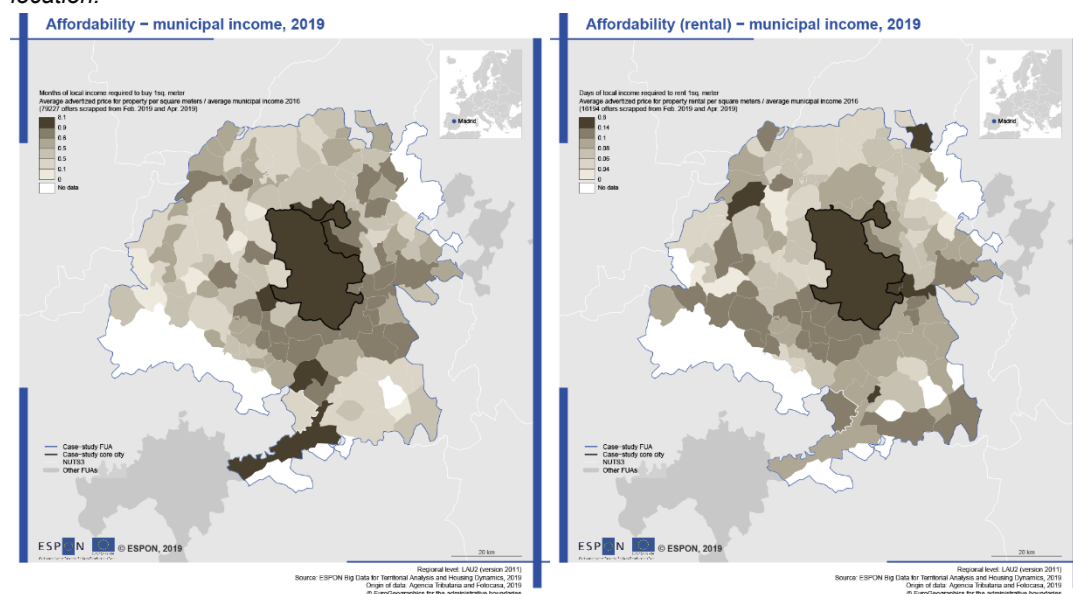 location.
Affordability − municipal income, 2019
Madrid
Months of local income required to buy 1sq. meter
Average advertized price for property per square meters / average municipal income 2016
(79227 offers scrapped from Feb. 2019 and Apr. 2019)
8.1
0.9
0.6
0.5
0.5
0.1
0
No data
Case−study FUA
Case−study core city
NUTS3
Other FUAs
ESPON © ESPON, 2019
20 km
Regional level: LAU2 (version 2011)
Source: ESPON Big Data for Territorial Analysis and Housing Dynamics, 2019
Origin of data: Agencia Tributaria and Fotocasa, 2019
© EuroGeographics for the administrative boundaries
Affordability (rental) − municipal income, 2019
Madrid
Days of local income required to rent 1sq. meter
Average advertized price for property rental per square meters / average municipal income 2016
(16194 offers scrapped from Feb. 2019 and Apr. 2019)
0.14
0.1
0.08
0.06
0.04
0
No data
Case−study FUA
Case−study core city
NUTS3
Other FUAs
ESPON © ESPON, 2019
20 km
Regional level: LAU2 (version 2011)
Source: ESPON Big Data for Territorial Analysis and Housing Dynamics, 2019
Origin of data: Agencia Tributaria and Fotocasa, 2019
© EuroGeographics for the administrative boundaries